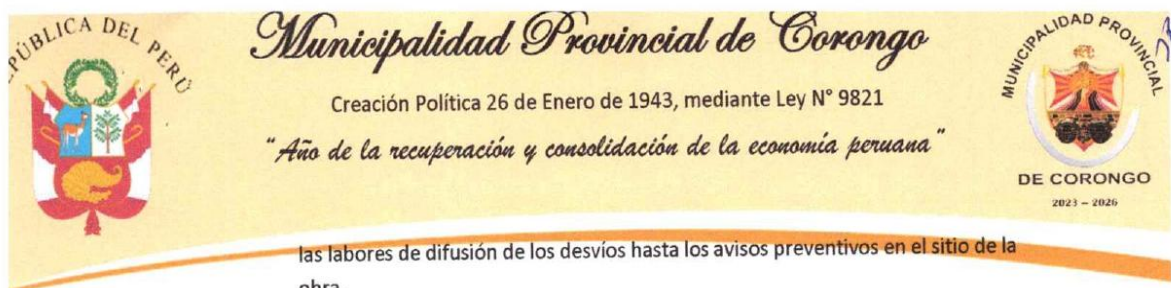 REPÚBLICA DEL PERÚ
Municipalidad Provincial de Corongo
Creación Política 26 de Enero de 1943, mediante Ley N° 9821
"Año de la recuperación y consolidación de la economía peruana"
MUNICIPALIDAD PROVINCIAL
DE CORONGO
2023 – 2026
las labores de difusión de los desvíos hasta los avisos preventivos en el sitio de la
obra